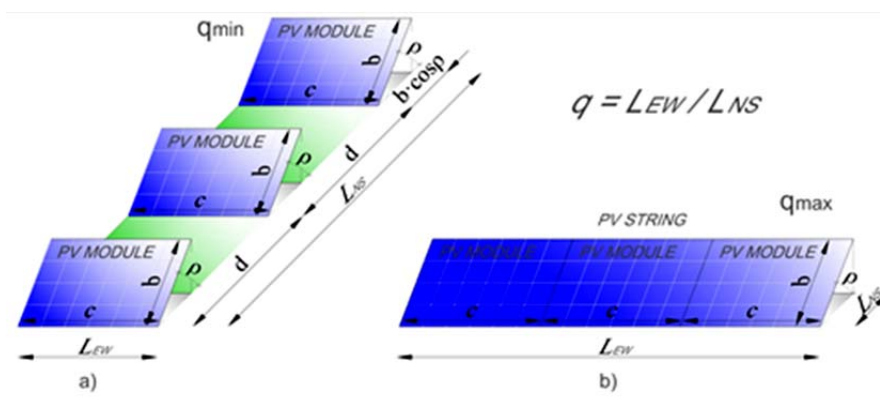 qmin
PV MODULE
b
ρ
c
b·cosρ
q = LEW / LNS
PV MODULE
b
ρ
c
d
LNS
PV MODULE
b
ρ
c
d
LEW
a)
qmax
PV STRING
PV MODULE
PV MODULE
PV MODULE
b
ρ
c
c
c
LNS
LEW
b)